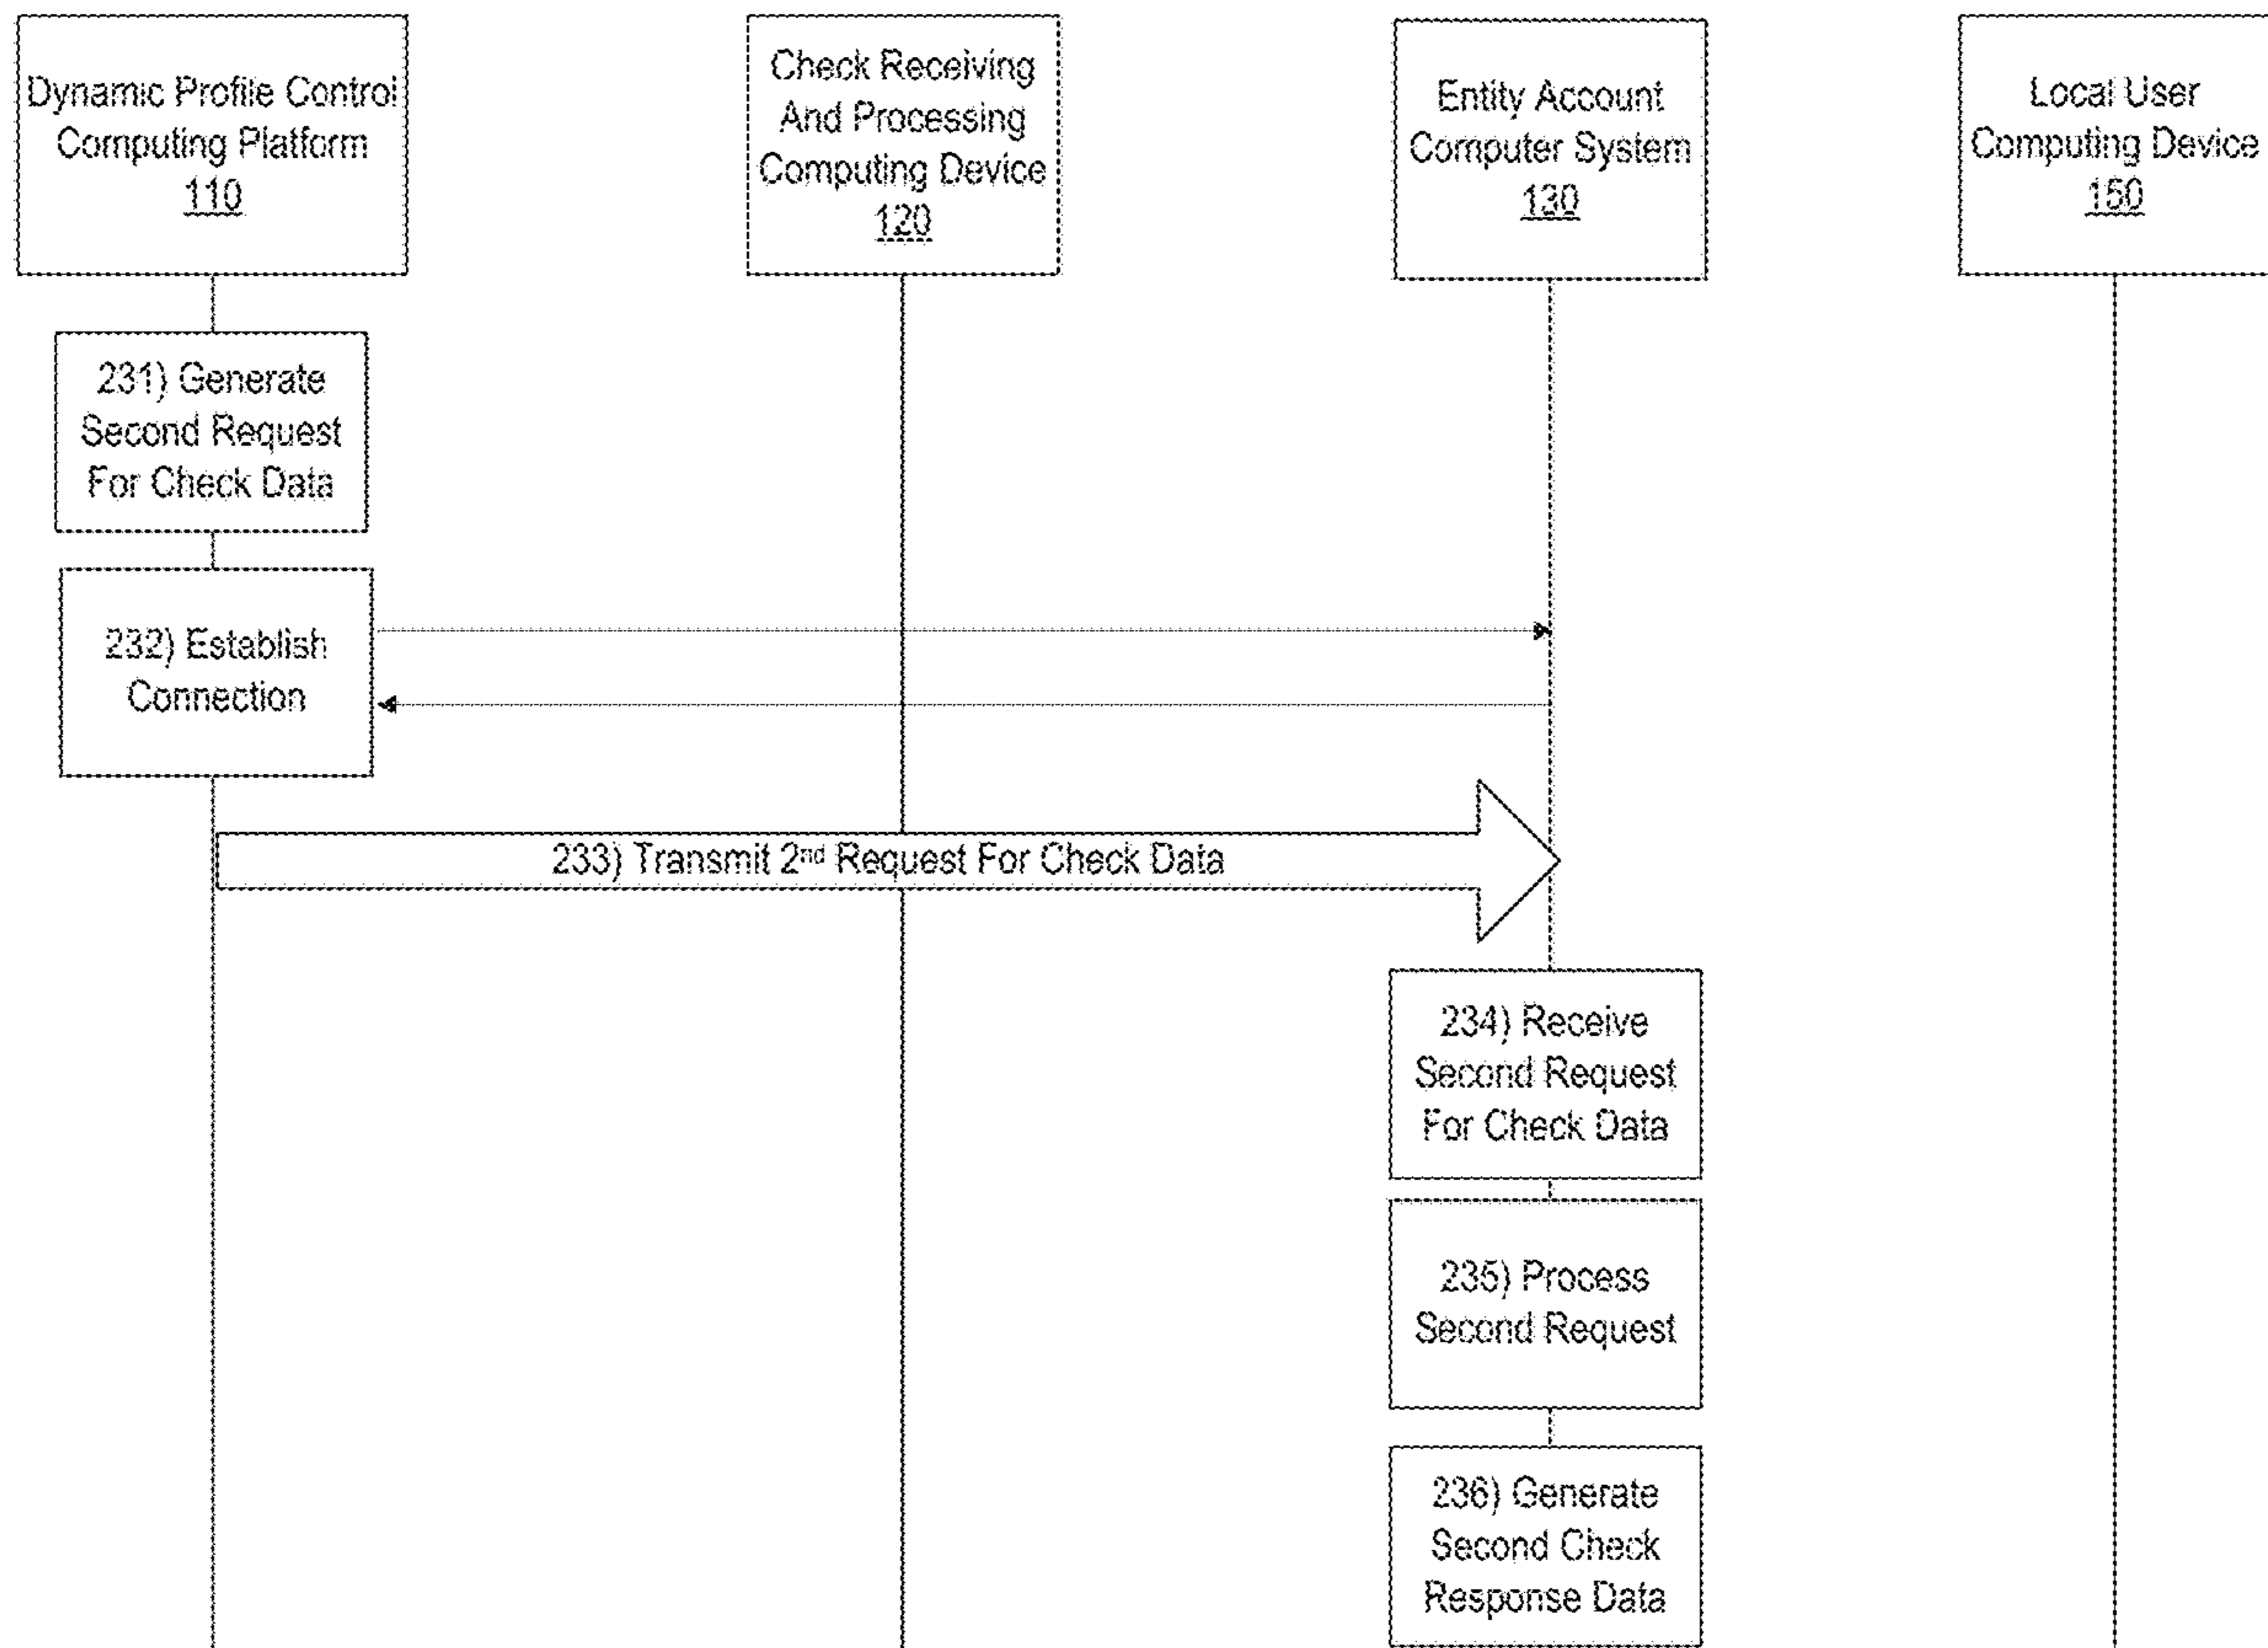 Dynamic Profile Control
Computing Platform
110
Check Receiving
And Processing
Computing Device
120
Entity Account
Computer System
130
Local User
Computing Device
150
231) Generate
Second Request
For Check Data
232) Establish
Connection
233) Transmit 2nd Request For Check Data
234) Receive
Second Request
For Check Data
235) Process
Second Request
236) Generate
Second Check
Response Data